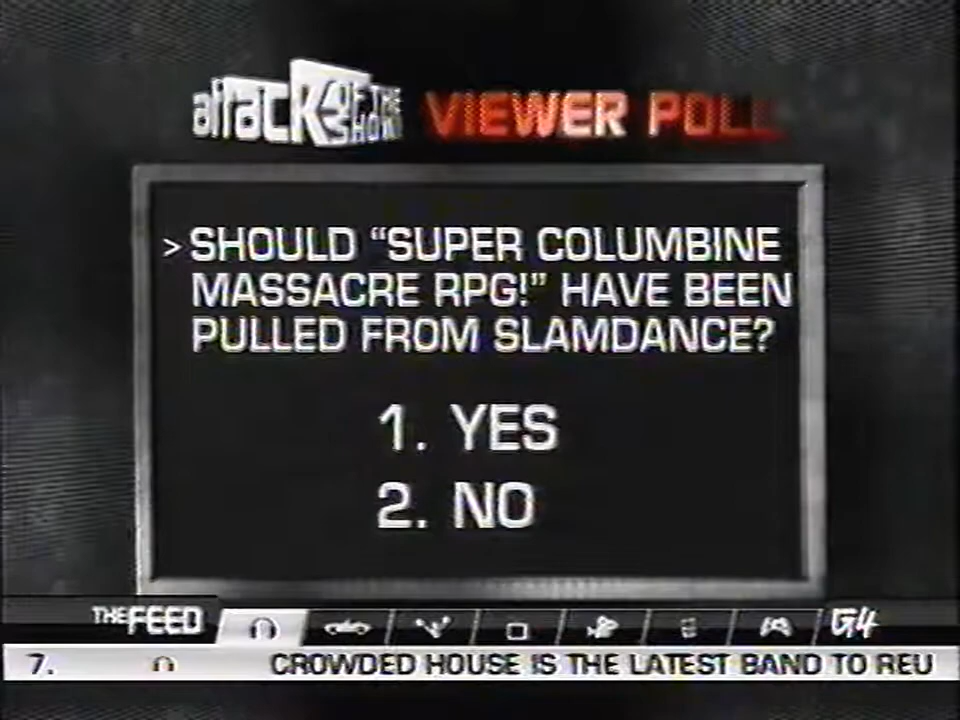 attack OF THE SHOW VIEWER POLL
> SHOULD “SUPER COLUMBINE
MASSACRE RPG!” HAVE BEEN
PULLED FROM SLAMDANCE?
1. YES
2. NO
THE FEED G4
7. CROWDED HOUSE IS THE LATEST BAND TO REU